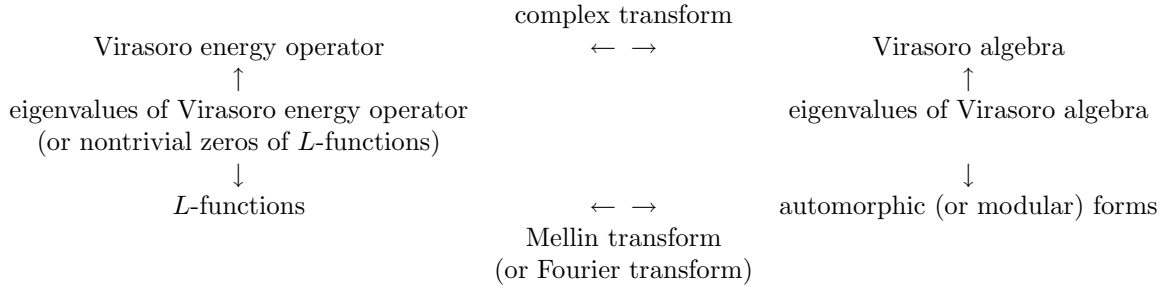 complex transform
Virasoro energy operator ← → Virasoro algebra
↑ ↑
eigenvalues of Virasoro energy operator eigenvalues of Virasoro algebra
(or nontrivial zeros of L-functions)
↓ ↓
L-functions ← → automorphic (or modular) forms
Mellin transform
(or Fourier transform)